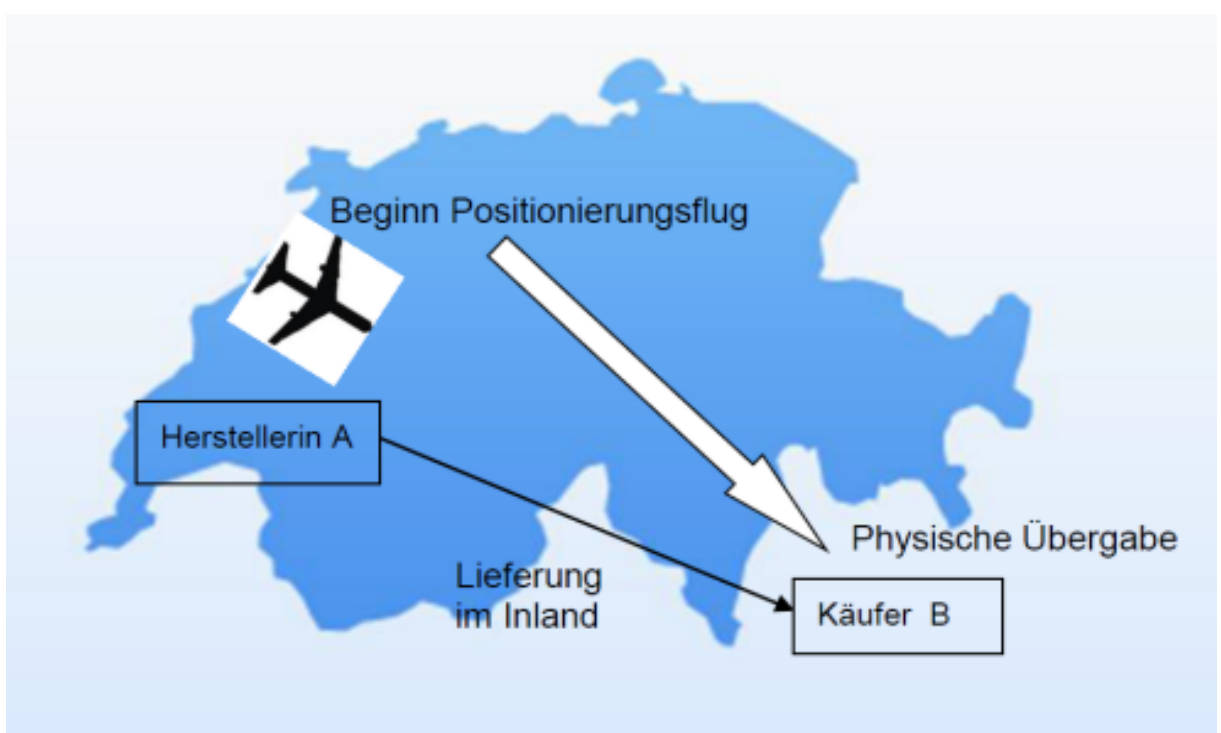 Beginn Positionierungsflug
Herstellerin A
Physische Übergabe
Lieferung
im Inland
Käufer B